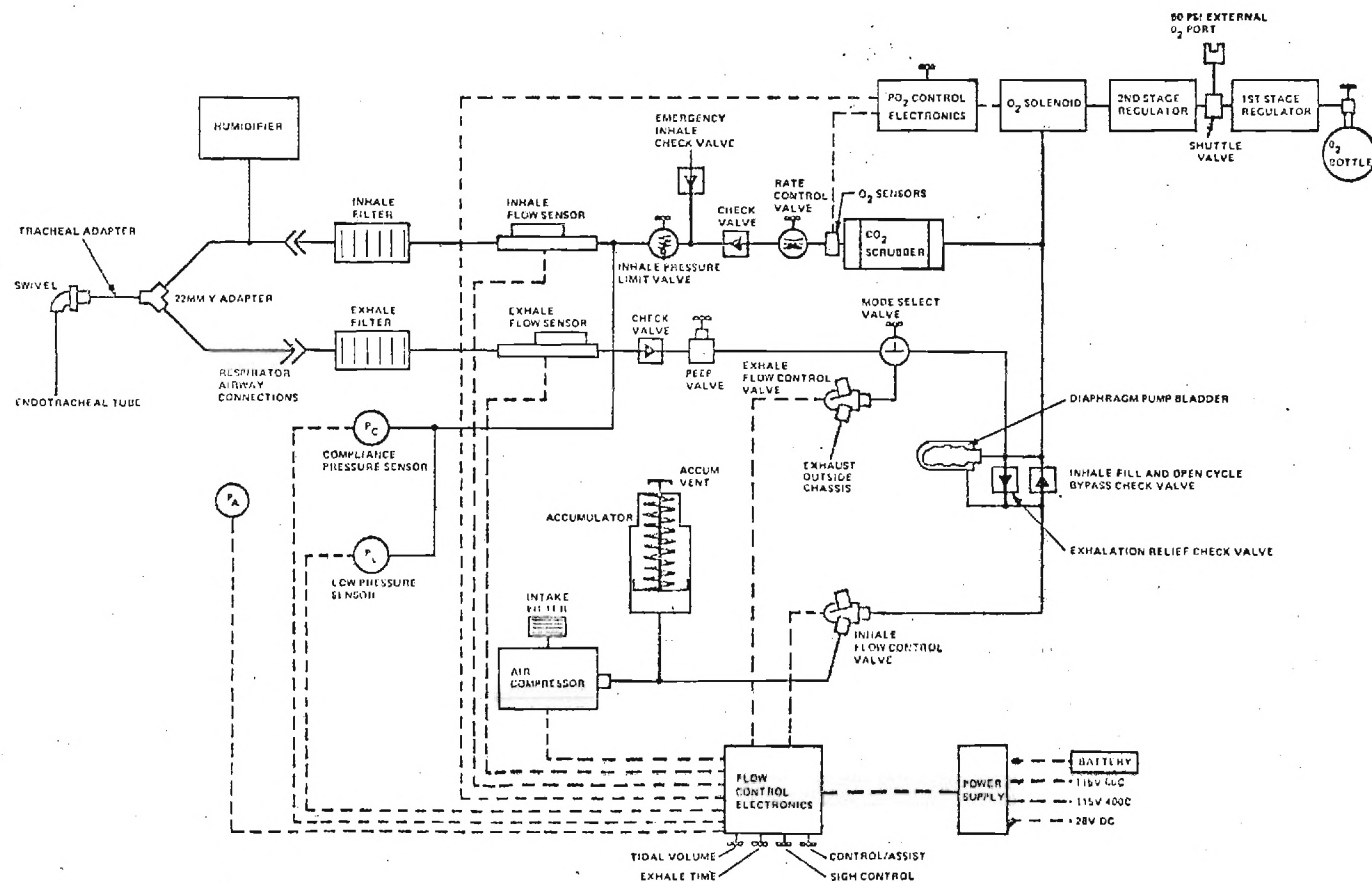 60 PSI EXTERNAL
O2 PORT
PO2 CONTROL
ELECTRONICS
O2 SOLENOID
2ND STAGE
REGULATOR
1ST STAGE
REGULATOR
SHUTTLE
VALVE
O2
BOTTLE
HUMIDIFIER
EMERGENCY
INHALE
CHECK VALVE
RATE
CONTROL
VALVE
O2 SENSORS
INHALE
FILTER
INHALE
FLOW SENSOR
CHECK
VALVE
CO2
SCRUBBER
TRACHEAL ADAPTER
INHALE PRESSURE
LIMIT VALVE
SWIVEL
22MM Y ADAPTER
EXHALE
FILTER
EXHALE
FLOW SENSOR
CHECK
VALVE
MODE SELECT
VALVE
PEEP
VALVE
EXHALE
FLOW CONTROL
VALVE
RESPIRATOR
AIRWAY
CONNECTIONS
ENDOTRACHEAL TUBE
DIAPHRAGM PUMP BLADDER
PC
COMPLIANCE
PRESSURE SENSOR
EXHAUST
OUTSIDE
CHASSIS
INHALE FILL AND OPEN CYCLE
BYPASS CHECK VALVE
ACCUM
VENT
PA
ACCUMULATOR
EXHALATION RELIEF CHECK VALVE
PL
LOW PRESSURE
SENSOR
INTAKE
FILTER
INHALE
FLOW CONTROL
VALVE
AIR
COMPRESSOR
FLOW
CONTROL
ELECTRONICS
POWER
SUPPLY
BATTERY
115V 60C
115V 400C
28V DC
TIDAL VOLUME
CONTROL/ASSIST
EXHALE TIME
SIGH CONTROL